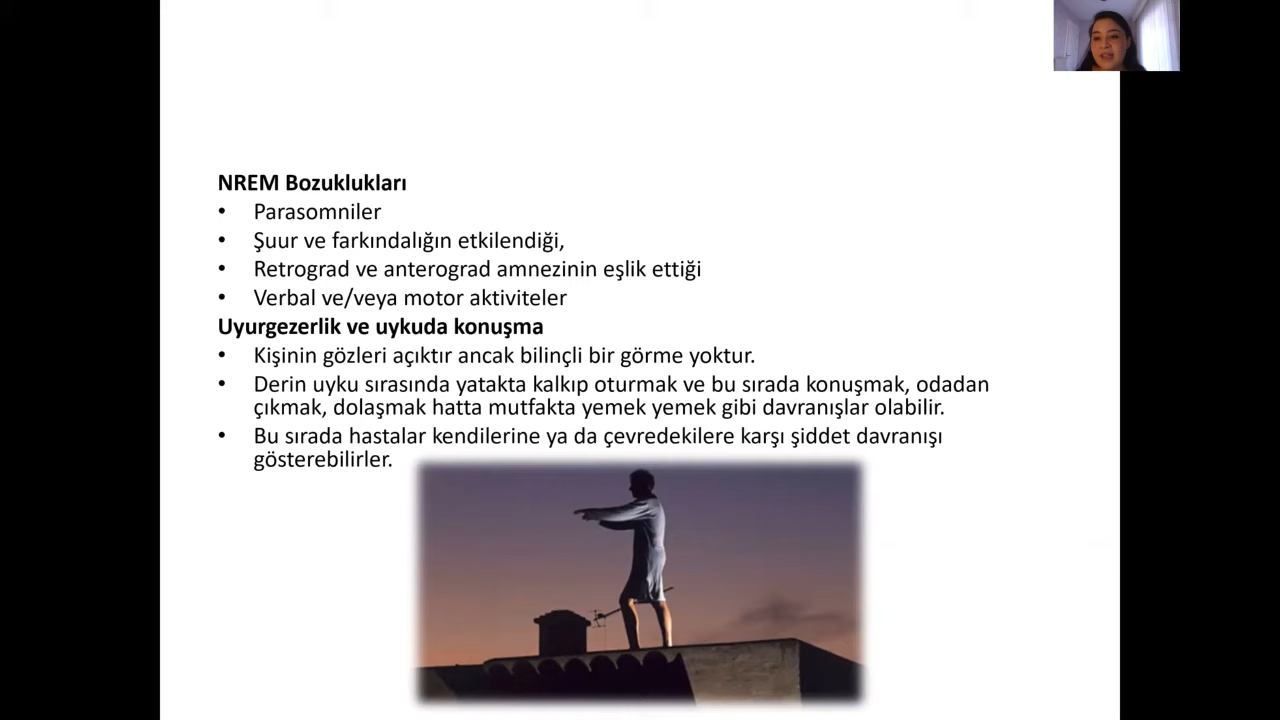 NREM Bozuklukları
• Parasomniler
• Şuur ve farkındalığın etkilendiği,
• Retrograd ve anterograd amnezinin eşlik ettiği
• Verbal ve/veya motor aktiviteler
Uyurgezerlik ve uykuda konuşma
• Kişinin gözleri açıktır ancak bilinçli bir görme yoktur.
• Derin uyku sırasında yatakta kalkıp oturmak ve bu sırada konuşmak, odadan
çıkmak, dolaşmak hatta mutfakta yemek yemek gibi davranışlar olabilir.
• Bu sırada hastalar kendilerine ya da çevredekilere karşı şiddet davranışı
gösterebilirler.